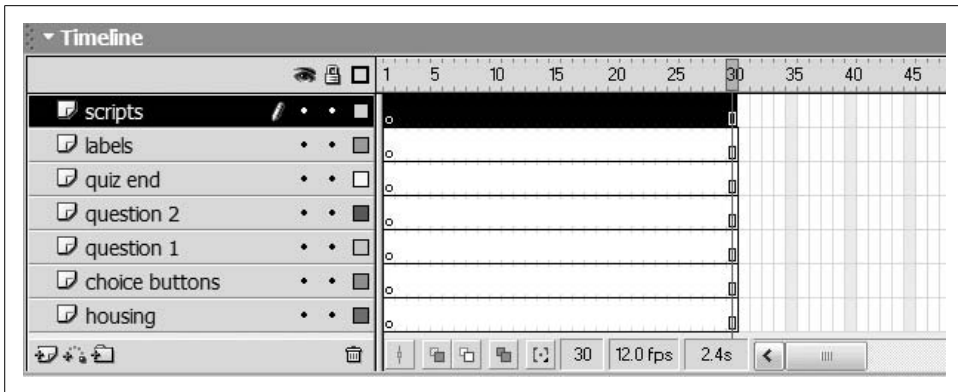 Timeline
1 5 10 15 20 25 30 35 40 45
scripts
labels
quiz end
question 2
question 1
choice buttons
housing
30 12.0 fps 2.4s